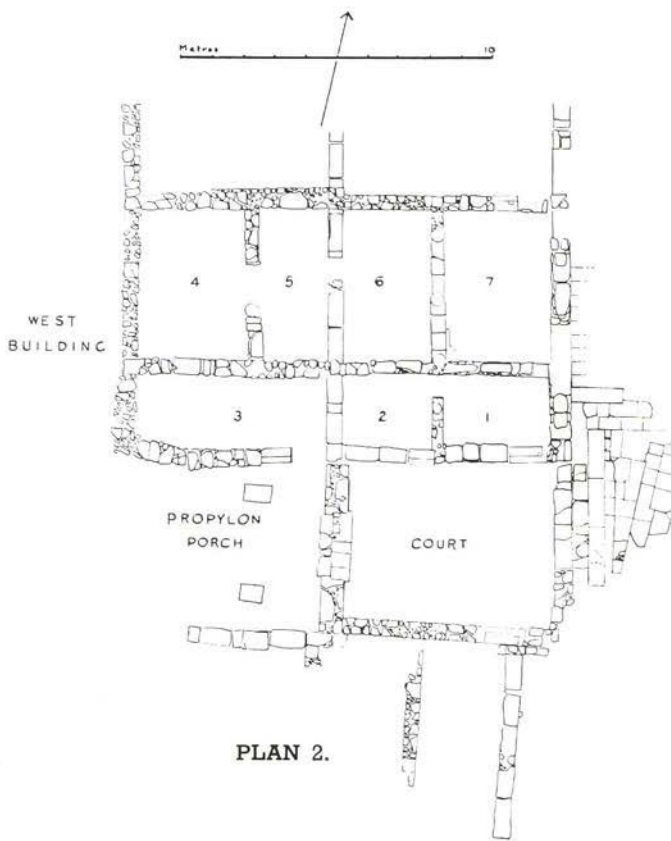 Metres 10
4 5 6 7
WEST
BUILDING
3 2 1
PROPYLON
PORCH
COURT
PLAN 2.